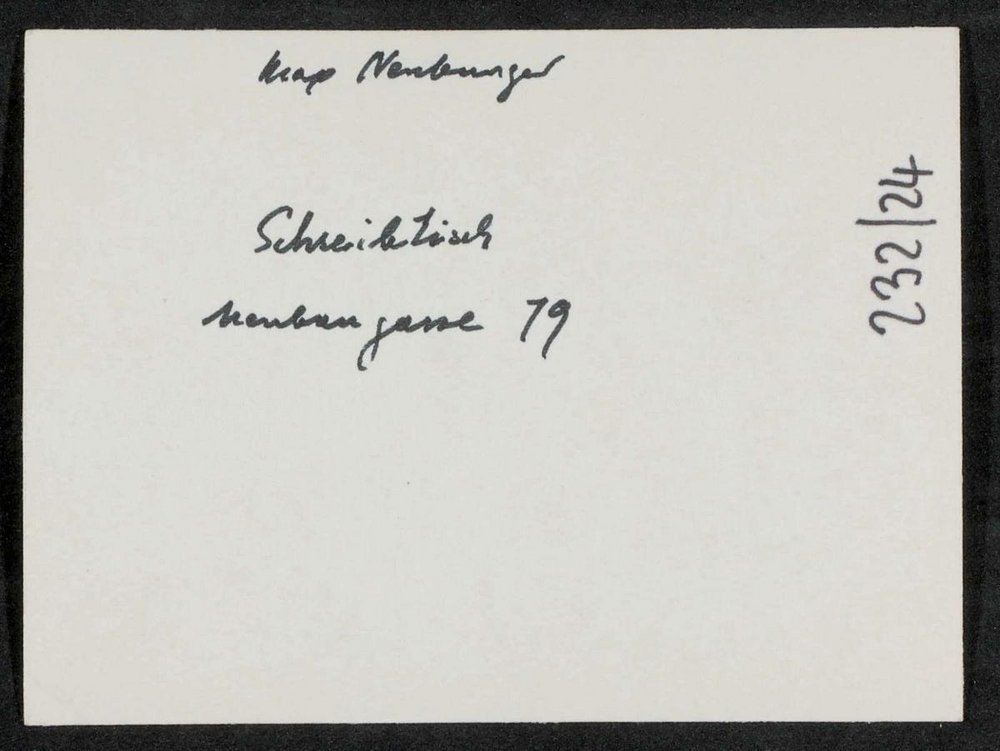 Max Neuburger
Schreibtisch
Neubaugasse 79
232/24